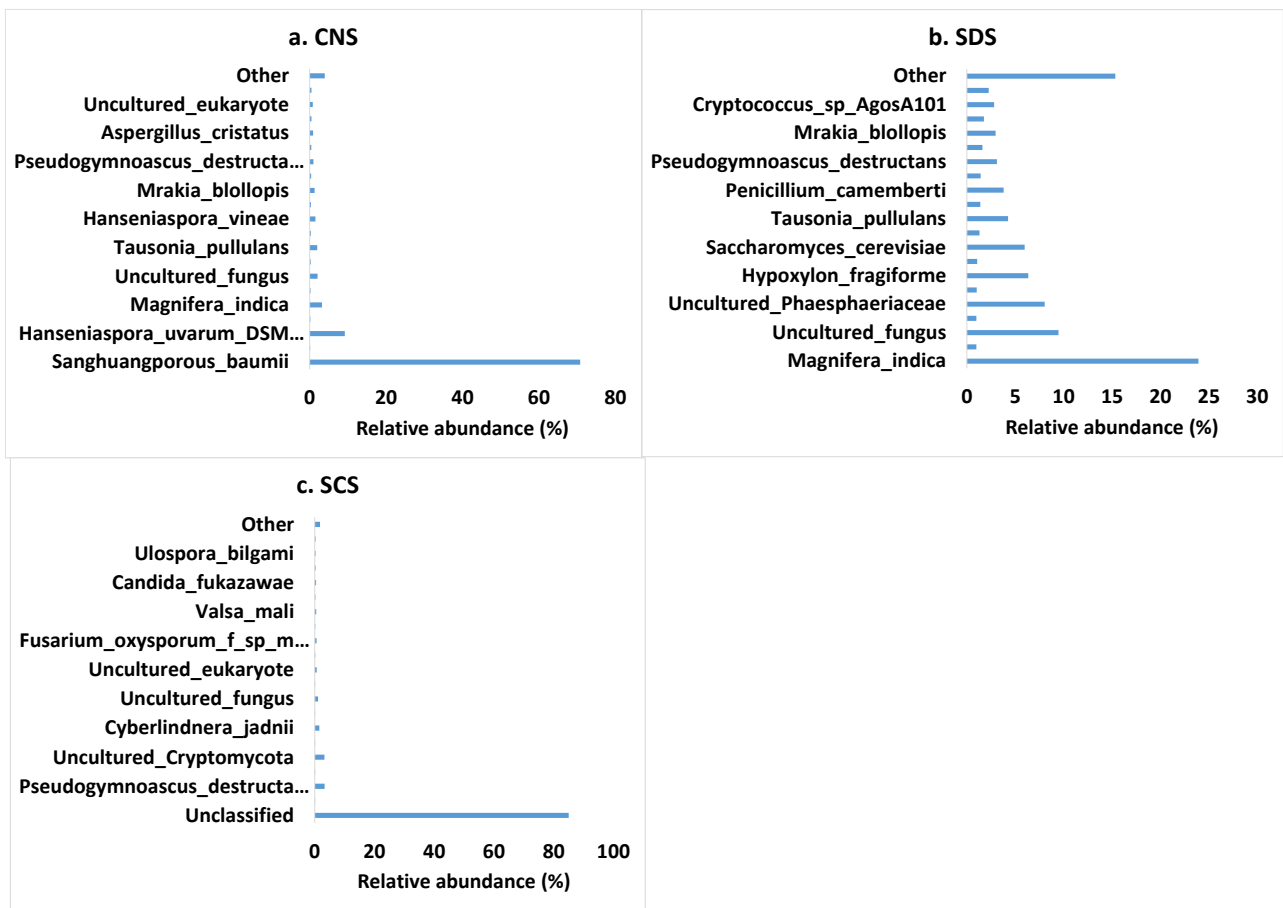 a. CNS
Other
Uncultured_eukaryote
Aspergillus_cristatus
Pseudogymnoascus_destructa...
Mrakia_blollopis
Hanseniaspora_vineae
Tausonia_pullulans
Uncultured_fungus
Magnifera_indica
Hanseniaspora_uvarum_DSM...
Sanghuangporous_baumii
0 20 40 60 80
Relative abundance (%)
b. SDS
Other
Cryptococcus_sp_AgosA101
Mrakia_blollopis
Pseudogymnoascus_destructans
Penicillium_camemberti
Tausonia_pullulans
Saccharomyces_cerevisiae
Hypoxylon_fragiforme
Uncultured_Phaesphaeriaceae
Uncultured_fungus
Magnifera_indica
0 5 10 15 20 25 30
Relative abundance (%)
c. SCS
Other
Ulospora_bilgami
Candida_fukazawae
Valsa_mali
Fusarium_oxysporum_f_sp_m...
Uncultured_eukaryote
Uncultured_fungus
Cyberlindnera_jadnii
Uncultured_Cryptomycota
Pseudogymnoascus_destructa...
Unclassified
0 20 40 60 80 100
Relative abundance (%)